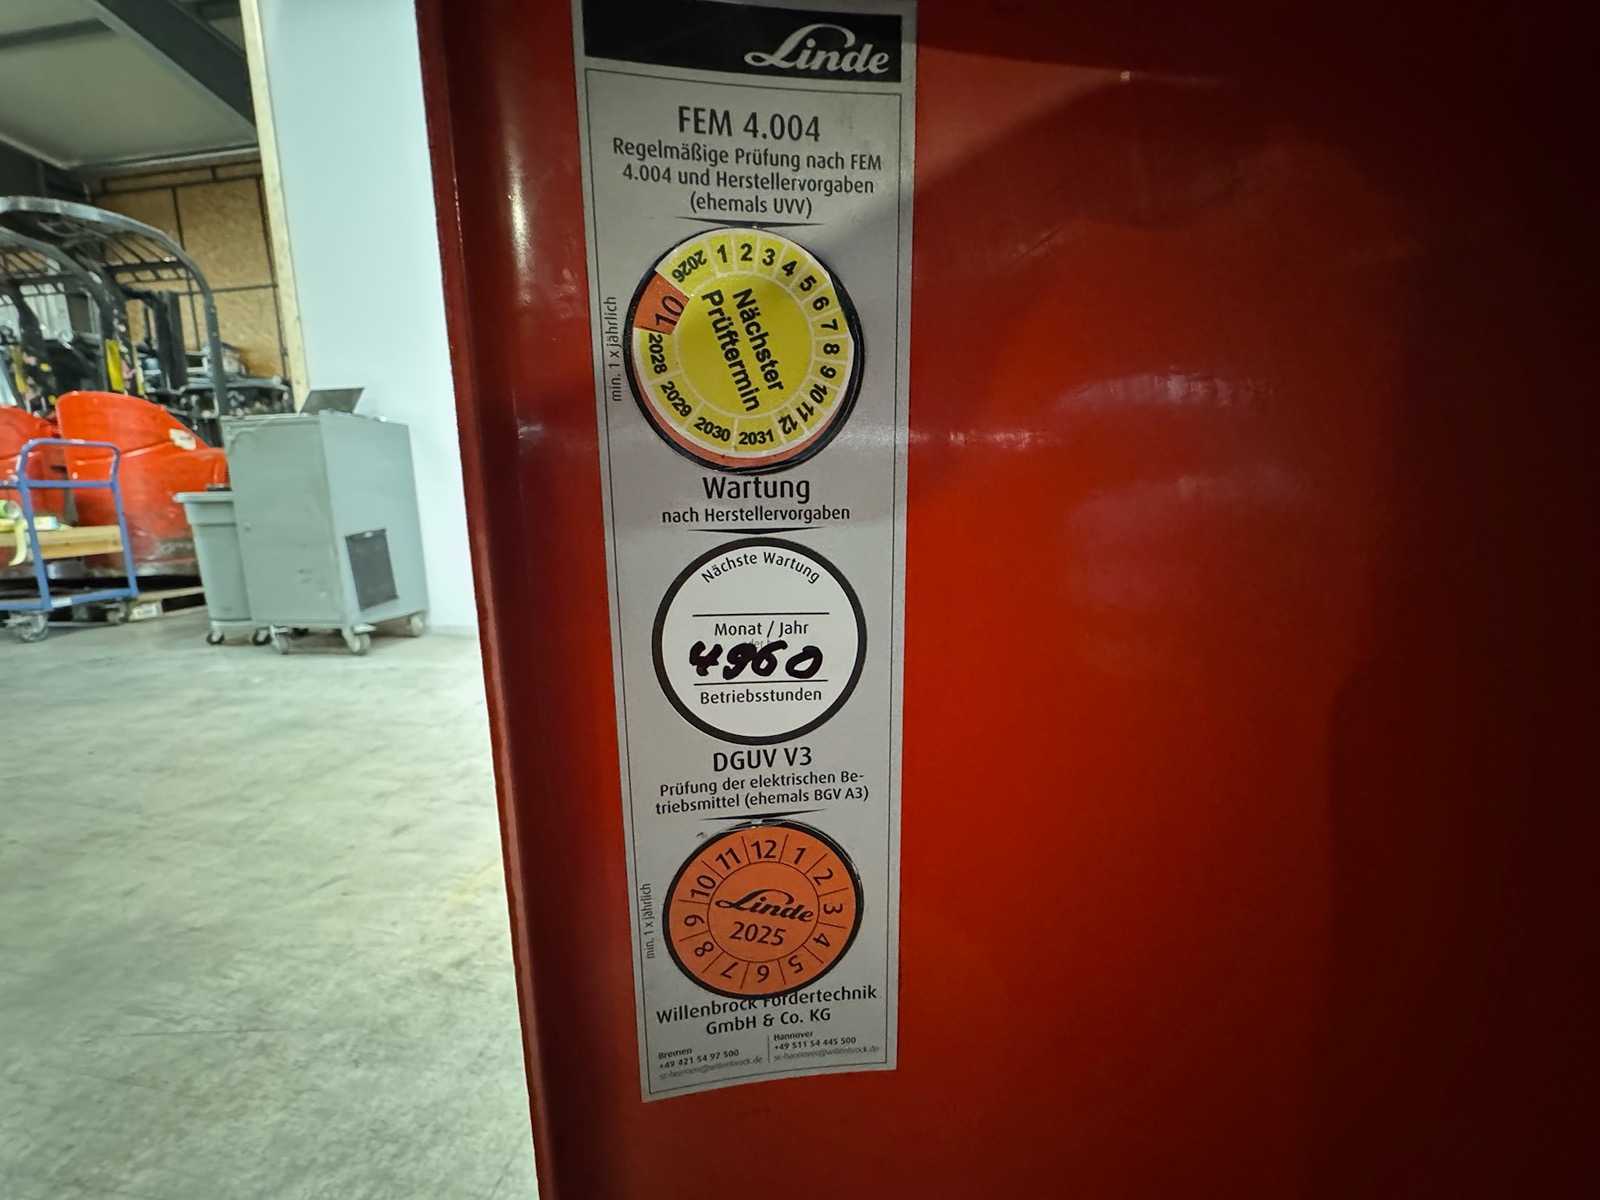 Linde
FEM 4.004
Regelmäßige Prüfung nach FEM
4.004 und Herstellervorgaben
(ehemals UVV)
min. 1 x jährlich
2026 1 2 3 4 5 6 7 8 9 10 11 12 2031 2030 2029 2028
10
Nächster
Prüftermin
Wartung
nach Herstellervorgaben
Nächste Wartung
Monat / Jahr
4960
Betriebsstunden
DGUV V3
Prüfung der elektrischen Be-
triebsmittel (ehemals BGV A3)
min. 1 x jährlich
12 1 2 3 4 5 6 7 8 9 10 11
Linde
2025
Willenbrock Fördertechnik
GmbH & Co. KG
Bremen
+49 421 54 97 500
Hannover
+49 511 54 445 500
sc-hannover@willenbrock.de